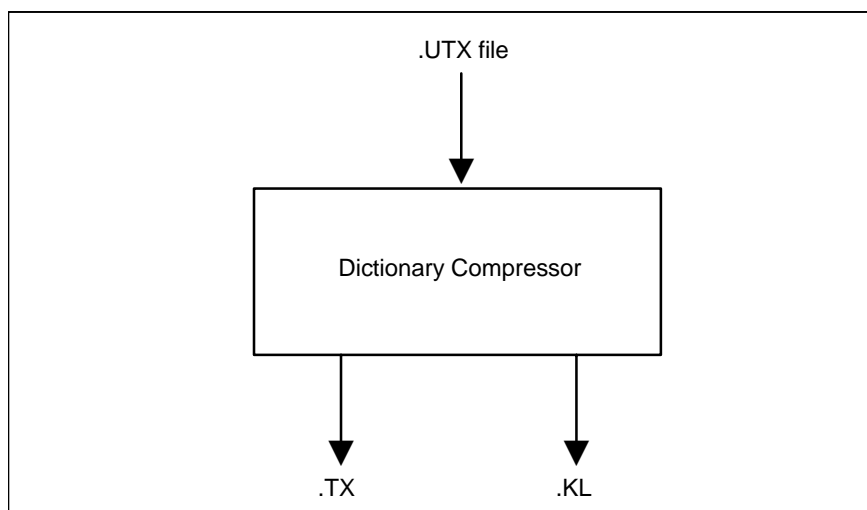 .UTX file
Dictionary Compressor
.TX
.KL